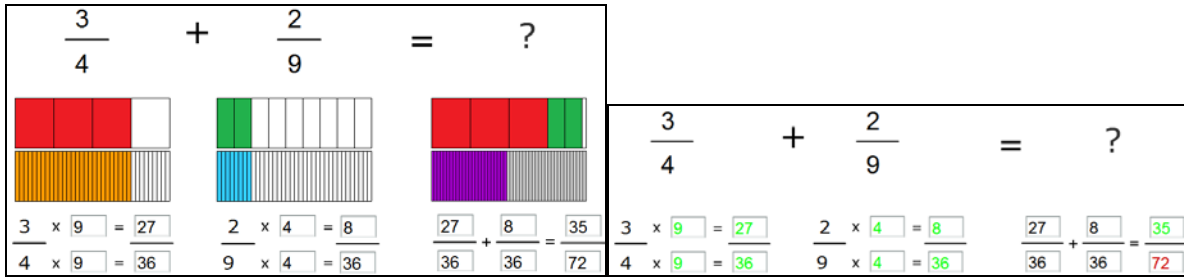 3 + 2 = ?
4 9
3 x 9 = 27 2 x 4 = 8 27 + 8 = 35
4 x 9 = 36 9 x 4 = 36 36 36 72
3 + 2 = ?
4 9
3 x 9 = 27 2 x 4 = 8 27 + 8 = 35
4 x 9 = 36 9 x 4 = 36 36 36 72